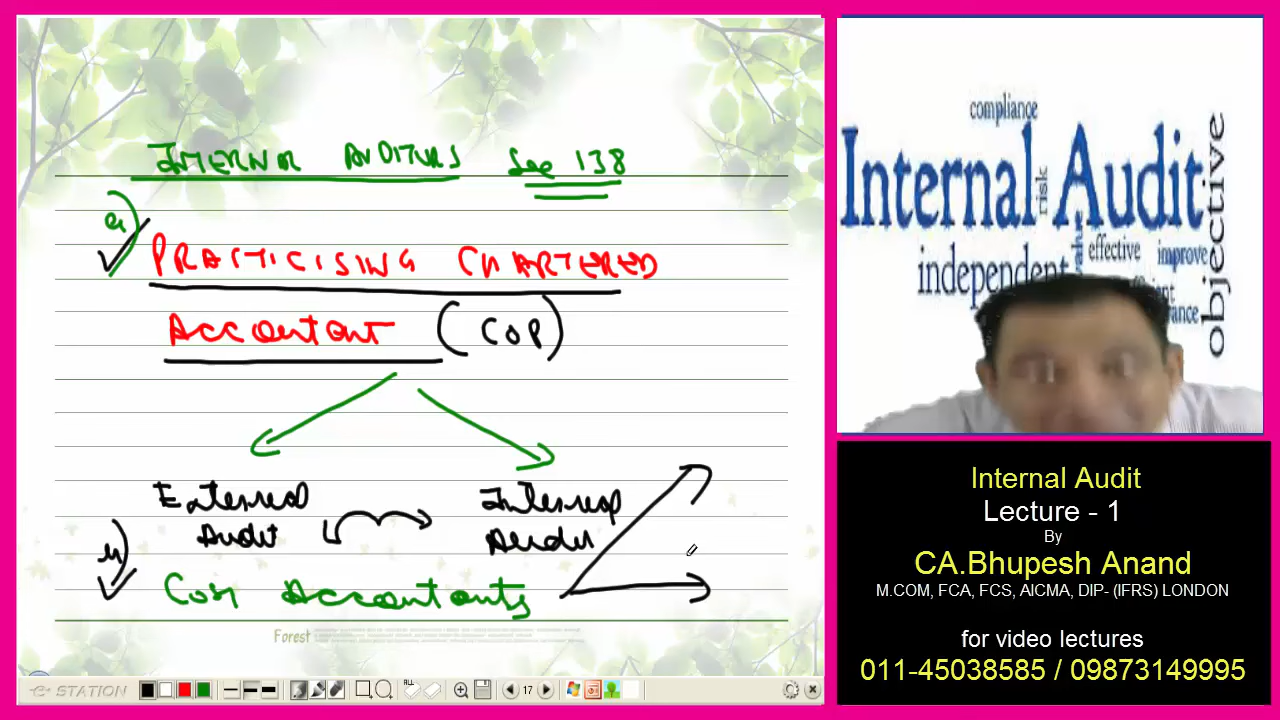 INTERNAL AUDITORS Sec 138
a)
PRACTICISING CHARTERED
Accountant (COP)
External Audit
Internal Audit
Cost Accountants
Forest
e-STATION
ALL
17
compliance
Internal Audit
risk
objective
effective
improve
independent
Internal Audit
Lecture - 1
By
CA.Bhupesh Anand
M.COM, FCA, FCS, AICMA, DIP- (IFRS) LONDON
for video lectures
011-45038585 / 09873149995